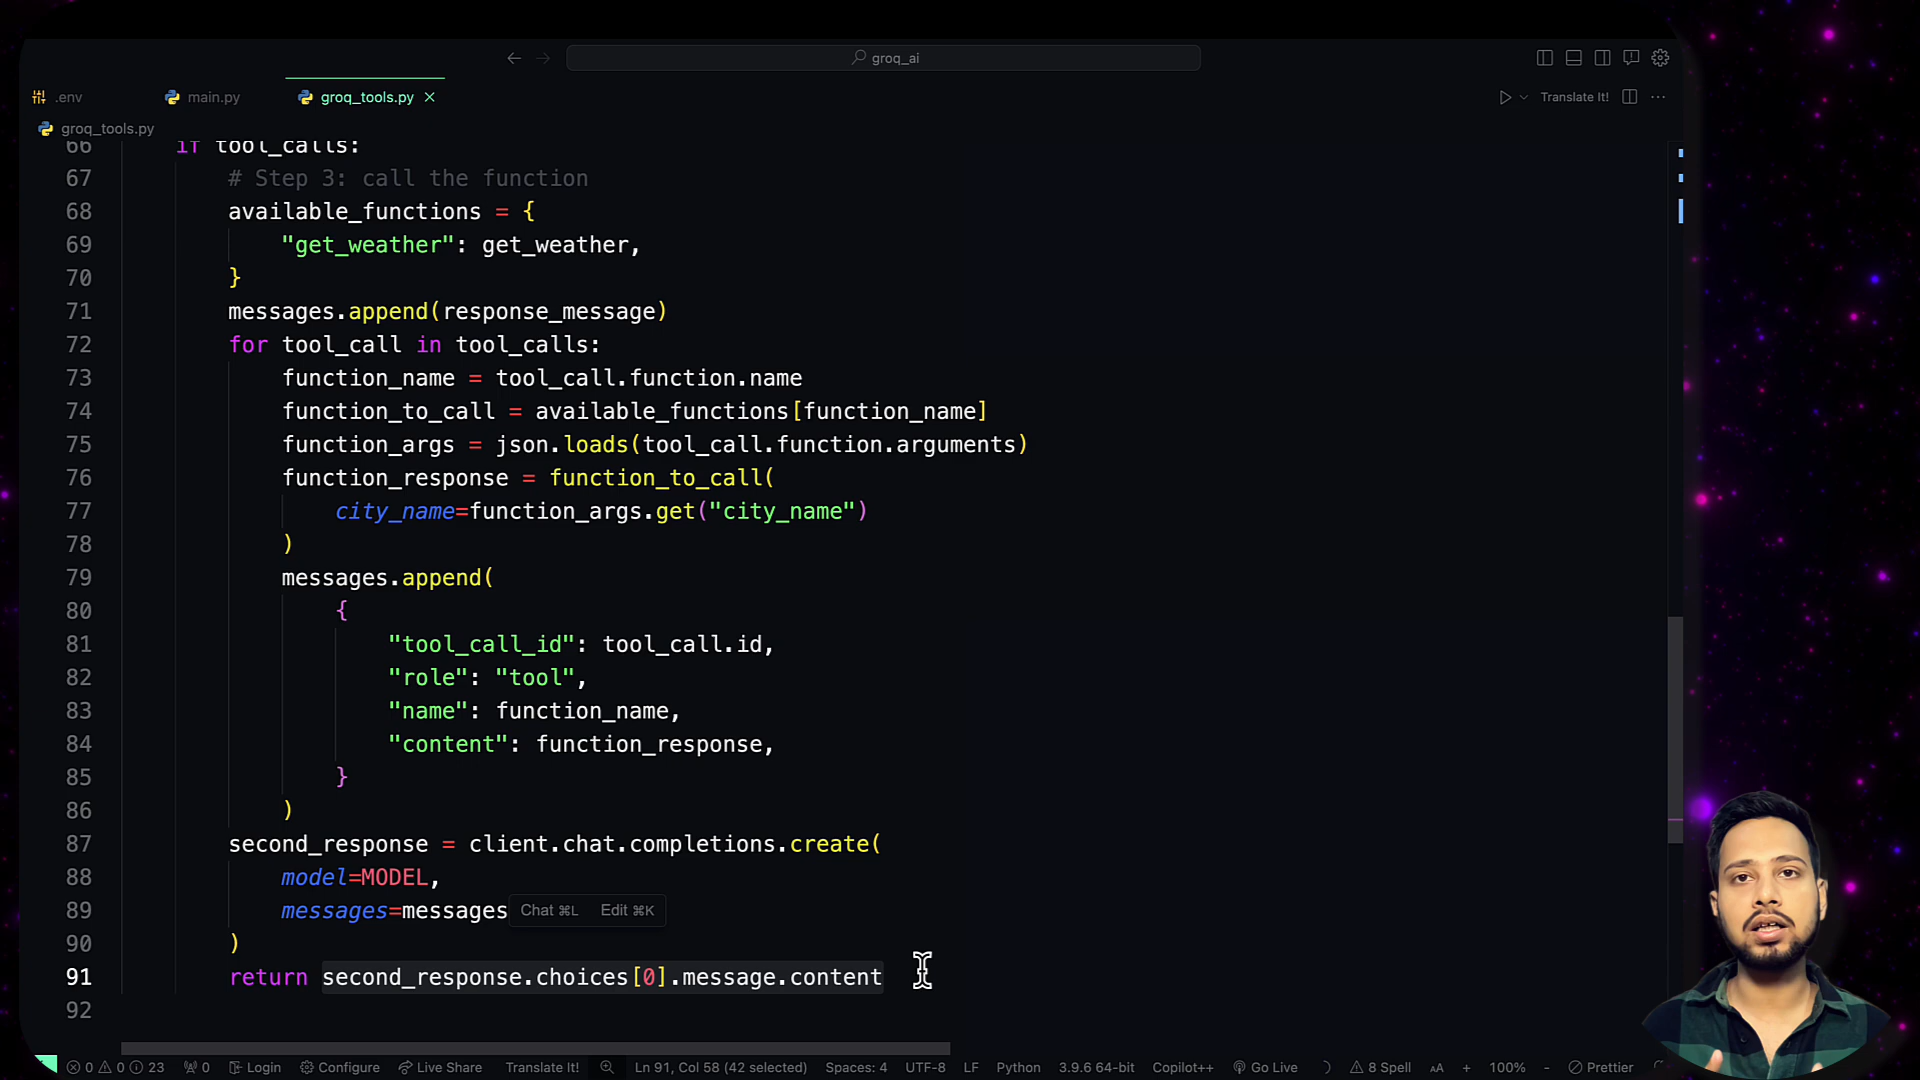 groq_ai
.env
main.py
groq_tools.py
Translate It!
groq_tools.py
66 if tool_calls:
67 # Step 3: call the function
68 available_functions = {
69 "get_weather": get_weather,
70 }
71 messages.append(response_message)
72 for tool_call in tool_calls:
73 function_name = tool_call.function.name
74 function_to_call = available_functions[function_name]
75 function_args = json.loads(tool_call.function.arguments)
76 function_response = function_to_call(
77 city_name=function_args.get("city_name")
78 )
79 messages.append(
80 {
81 "tool_call_id": tool_call.id,
82 "role": "tool",
83 "name": function_name,
84 "content": function_response,
85 }
86 )
87 second_response = client.chat.completions.create(
88 model=MODEL,
89 messages=messages Chat ⌘L Edit ⌘K
90 )
91 return second_response.choices[0].message.content
92
0 0 23 0 Login Configure Live Share Translate It! Ln 91, Col 58 (42 selected) Spaces: 4 UTF-8 LF Python 3.9.6 64-bit Copilot++ Go Live 8 Spell AA + 100% - Prettier